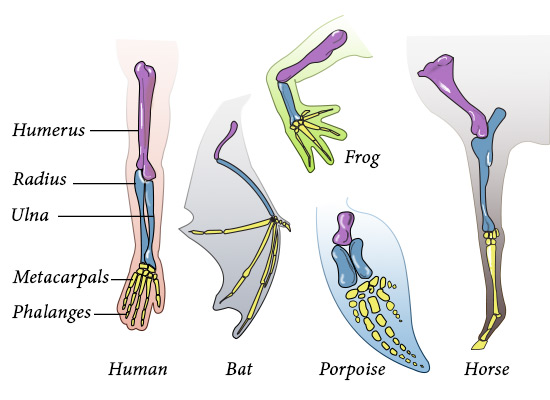 Humerus
Radius
Ulna
Metacarpals
Phalanges
Frog
Human
Bat
Porpoise
Horse